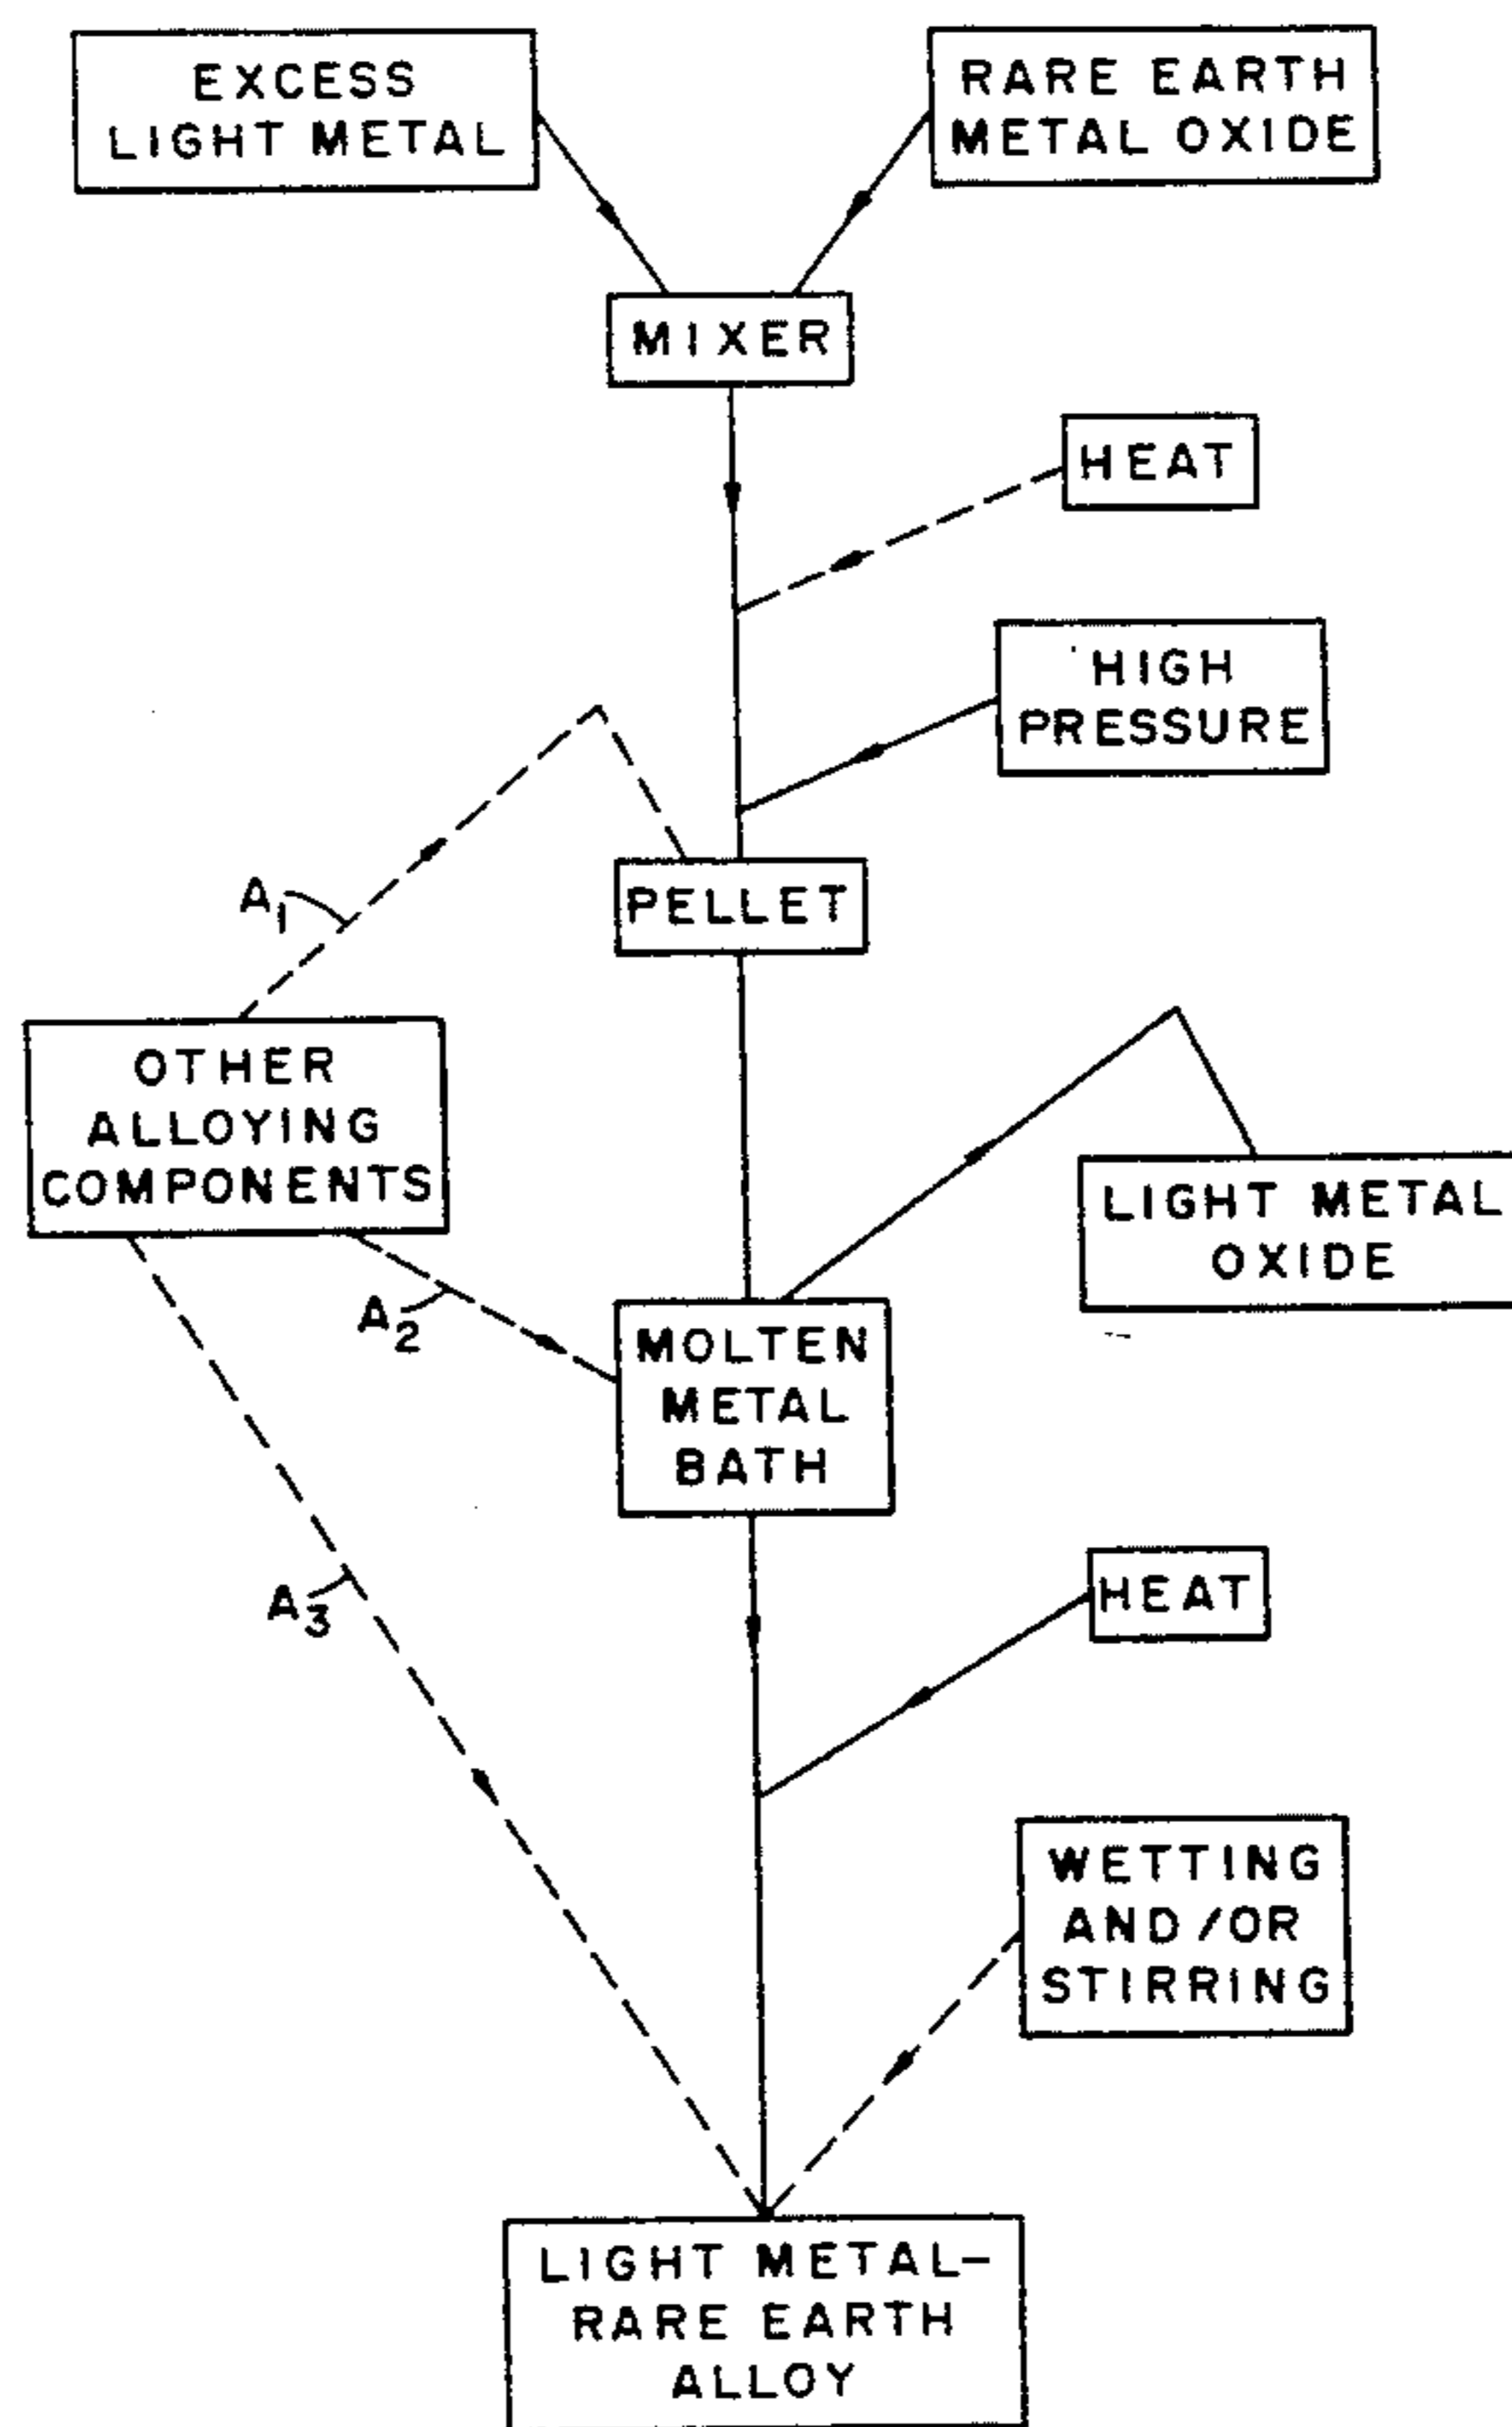 EXCESS
LIGHT METAL
RARE EARTH
METAL OXIDE
MIXER
HEAT
HIGH
PRESSURE
PELLET
A1
OTHER
ALLOYING
COMPONENTS
LIGHT METAL
OXIDE
A2
MOLTEN
METAL
BATH
A3
HEAT
WETTING
AND/OR
STIRRING
LIGHT METAL-
RARE EARTH
ALLOY